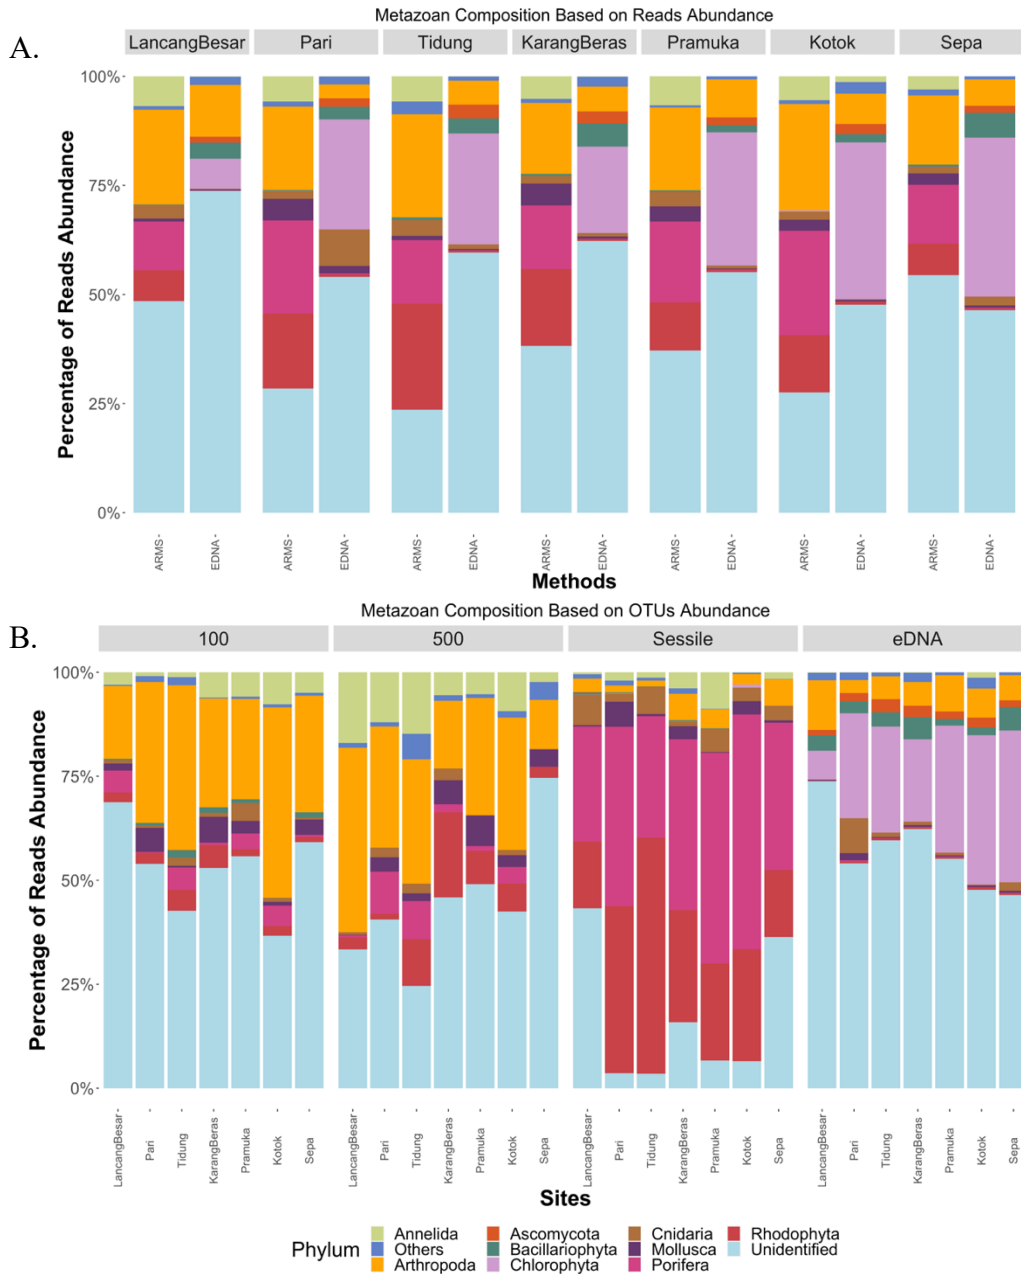 A.
Metazoan Composition Based on Reads Abundance
LancangBesar Pari Tidung KarangBeras Pramuka Kotok Sepa
Percentage of Reads Abundance
100%
75%
50%
25%
0%
ARMS EDNA ARMS EDNA ARMS EDNA ARMS EDNA ARMS EDNA ARMS EDNA ARMS EDNA
Methods
B.
Metazoan Composition Based on OTUs Abundance
100 500 Sessile eDNA
Percentage of Reads Abundance
100%
75%
50%
25%
0%
LancangBesar Pari Tidung KarangBeras Pramuka Kotok Sepa LancangBesar Pari Tidung KarangBeras Pramuka Kotok Sepa LancangBesar Pari Tidung KarangBeras Pramuka Kotok Sepa LancangBesar Pari Tidung KarangBeras Pramuka Kotok Sepa
Sites
Phylum
Annelida Ascomycota Cnidaria Rhodophyta
Others Bacillariophyta Mollusca Unidentified
Arthropoda Chlorophyta Porifera